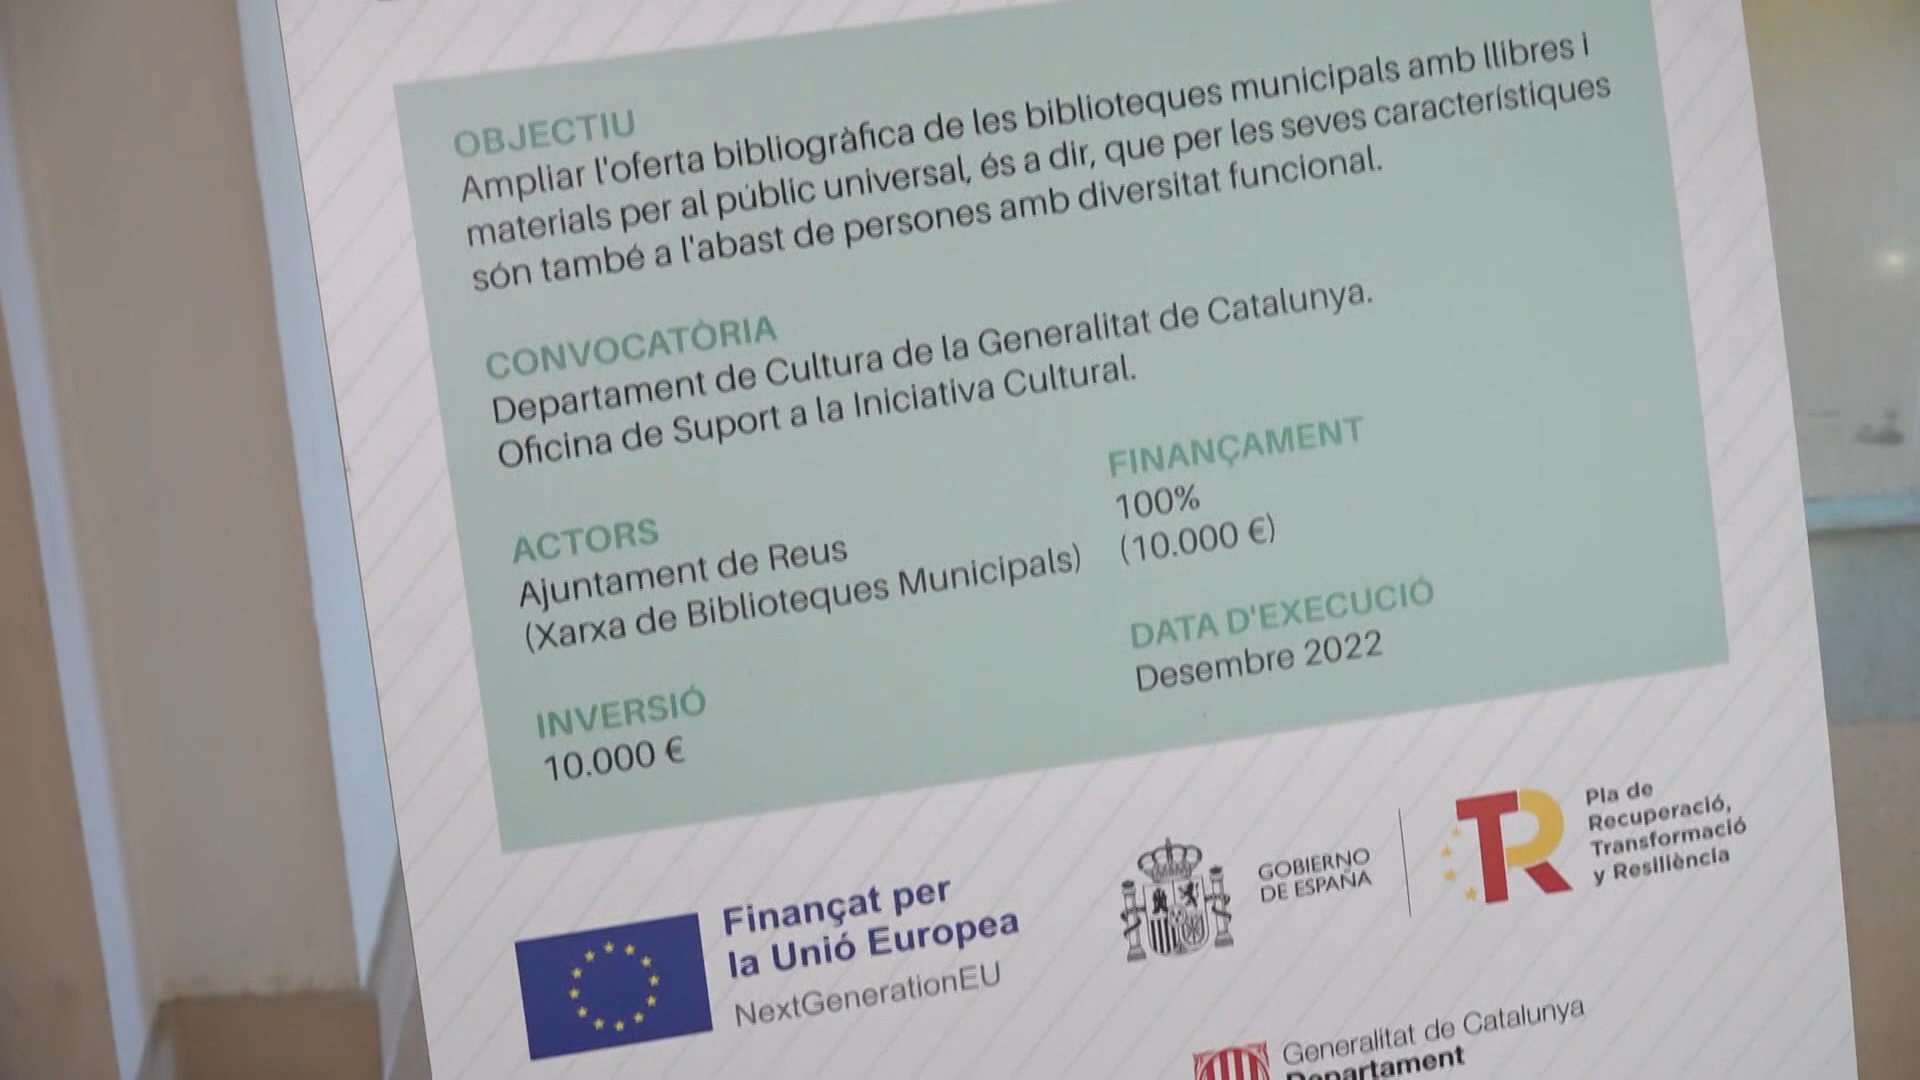 OBJECTIU
Ampliar l'oferta bibliogràfica de les biblioteques municipals amb llibres i
materials per al públic universal, és a dir, que per les seves característiques
són també a l'abast de persones amb diversitat funcional.
CONVOCATÒRIA
Departament de Cultura de la Generalitat de Catalunya.
Oficina de Suport a la Iniciativa Cultural.
ACTORS
Ajuntament de Reus
(Xarxa de Biblioteques Municipals)
FINANÇAMENT
100%
(10.000 €)
INVERSIÓ
10.000 €
DATA D'EXECUCIÓ
Desembre 2022
Finançat per
la Unió Europea
NextGenerationEU
GOBIERNO
DE ESPAÑA
TR
Pla de
Recuperació,
Transformació
y Resiliència
Generalitat de Catalunya
Departament